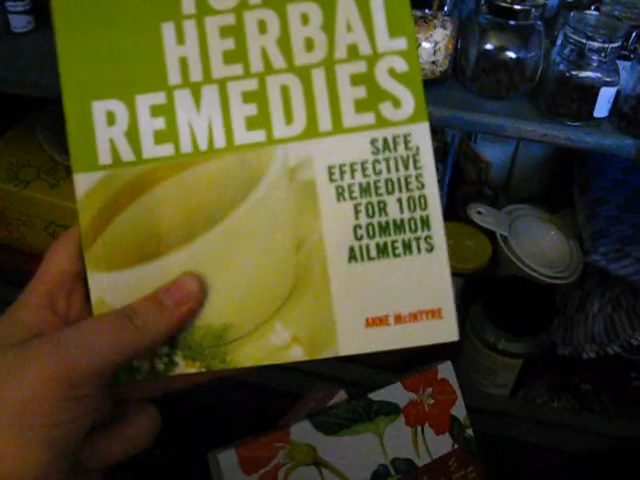 HERBAL
REMEDIES
SAFE,
EFFECTIVE
REMEDIES
FOR 100
COMMON
AILMENTS
ANNE McINTYRE